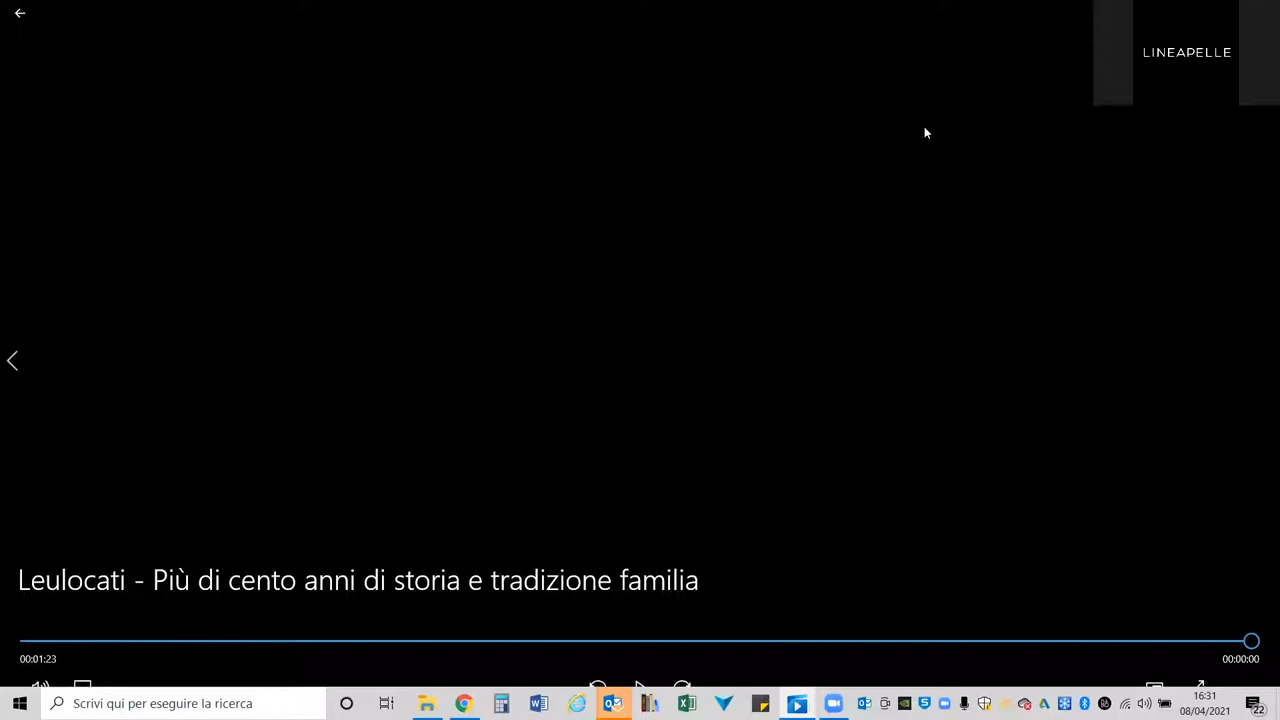 LINEAPELLE
Leulocati - Più di cento anni di storia e tradizione familia
00:01:23
00:00:00
Scrivi qui per eseguire la ricerca
16:31
08/04/2021
22